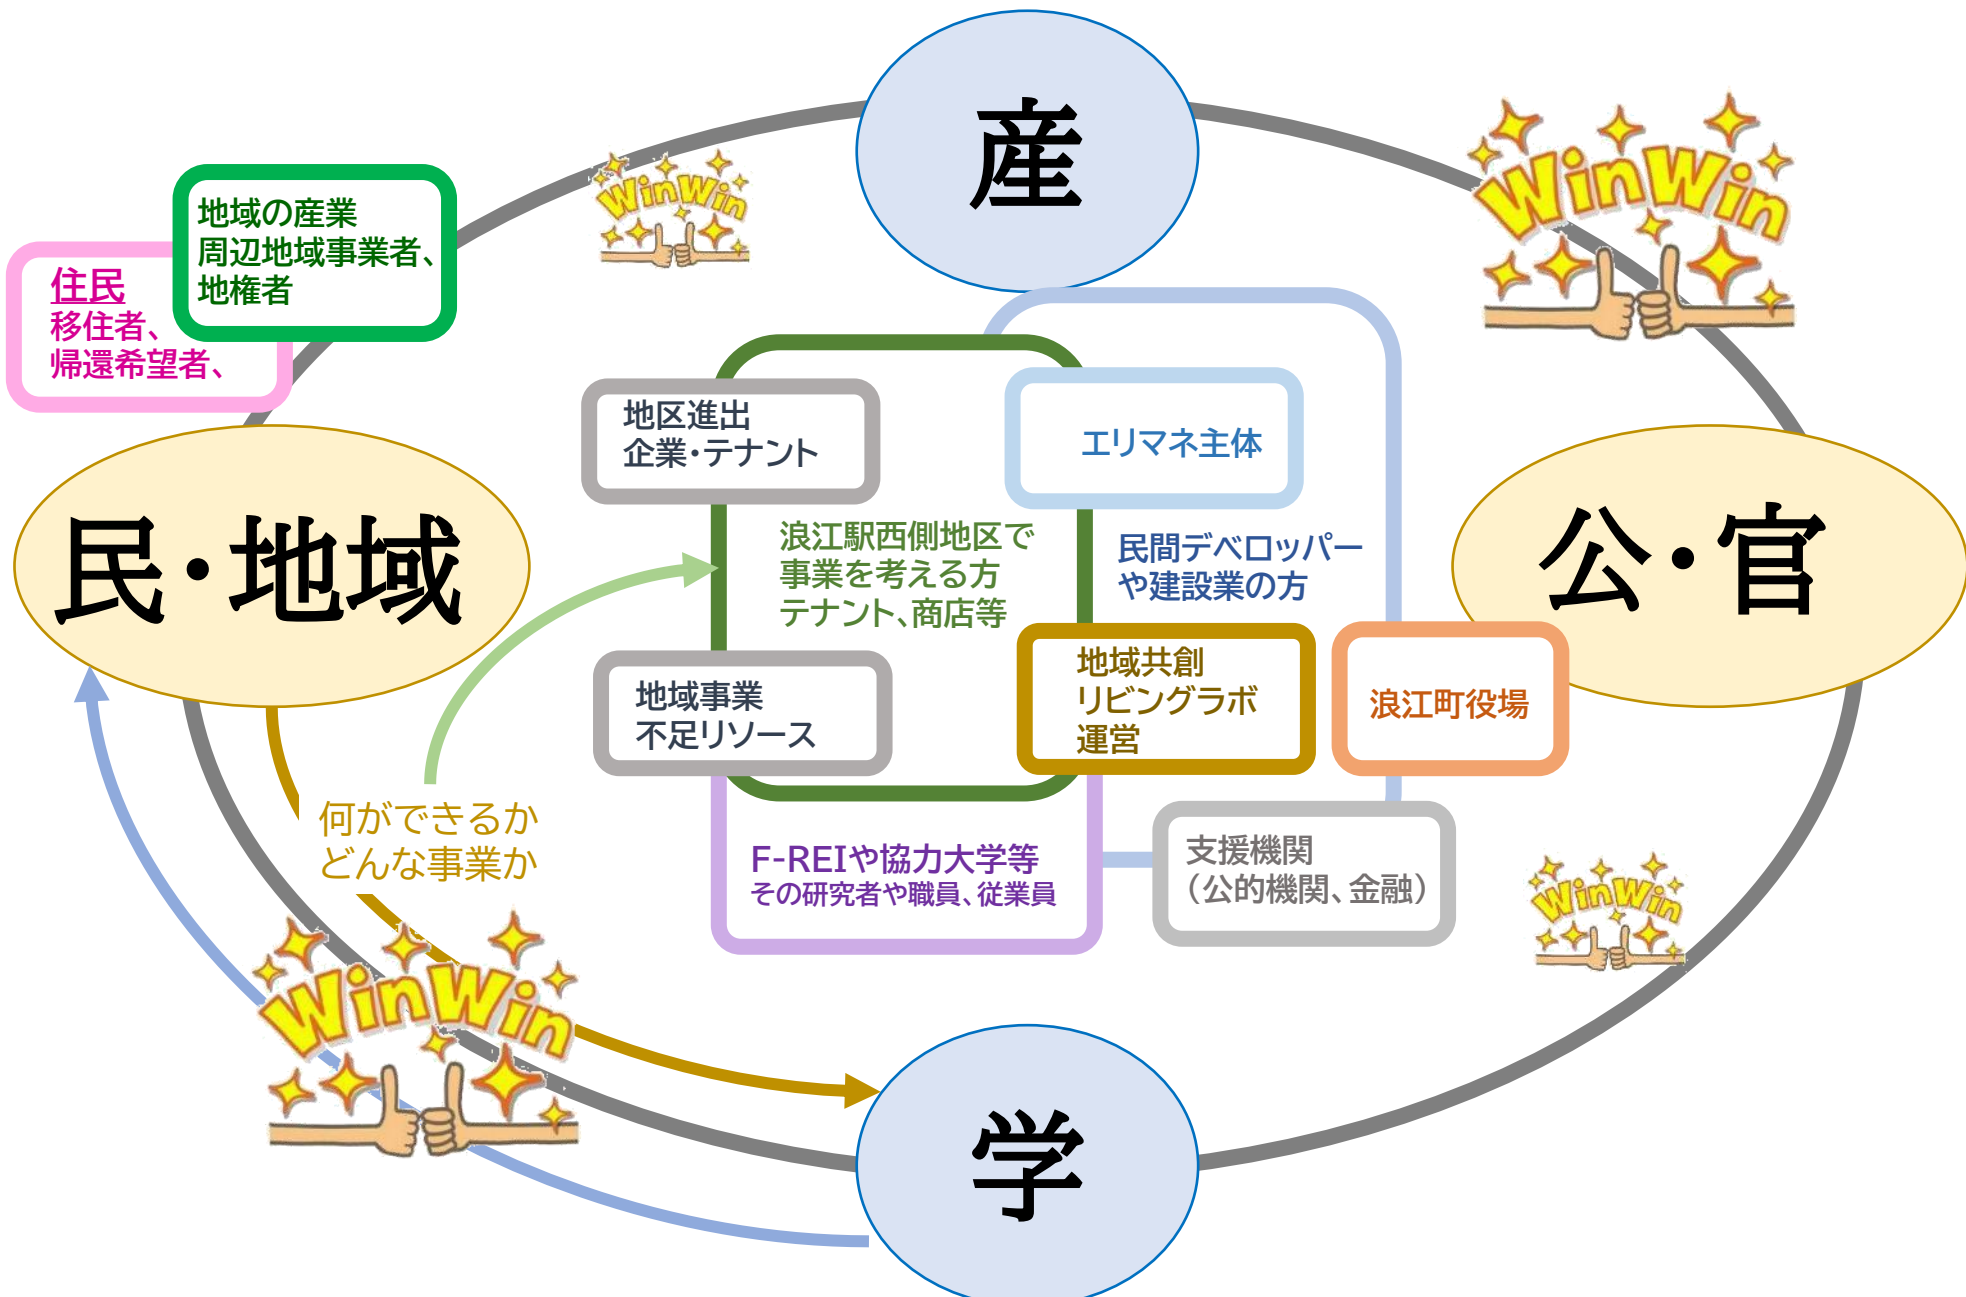 産
WinWin
WinWin
地域の産業
周辺地域事業者、
地権者
住民
移住者、
帰還希望者、
地区進出
企業・テナント
エリマネ主体
民・地域
浪江駅西側地区で
事業を考える方
テナント、商店等
民間デベロッパー
や建設業の方
公・官
地域事業
不足リソース
地域共創
リビングラボ
運営
浪江町役場
何ができるか
どんな事業か
F-REIや協力大学等
その研究者や職員、従業員
支援機関
（公的機関、金融）
WinWin
WinWin
学